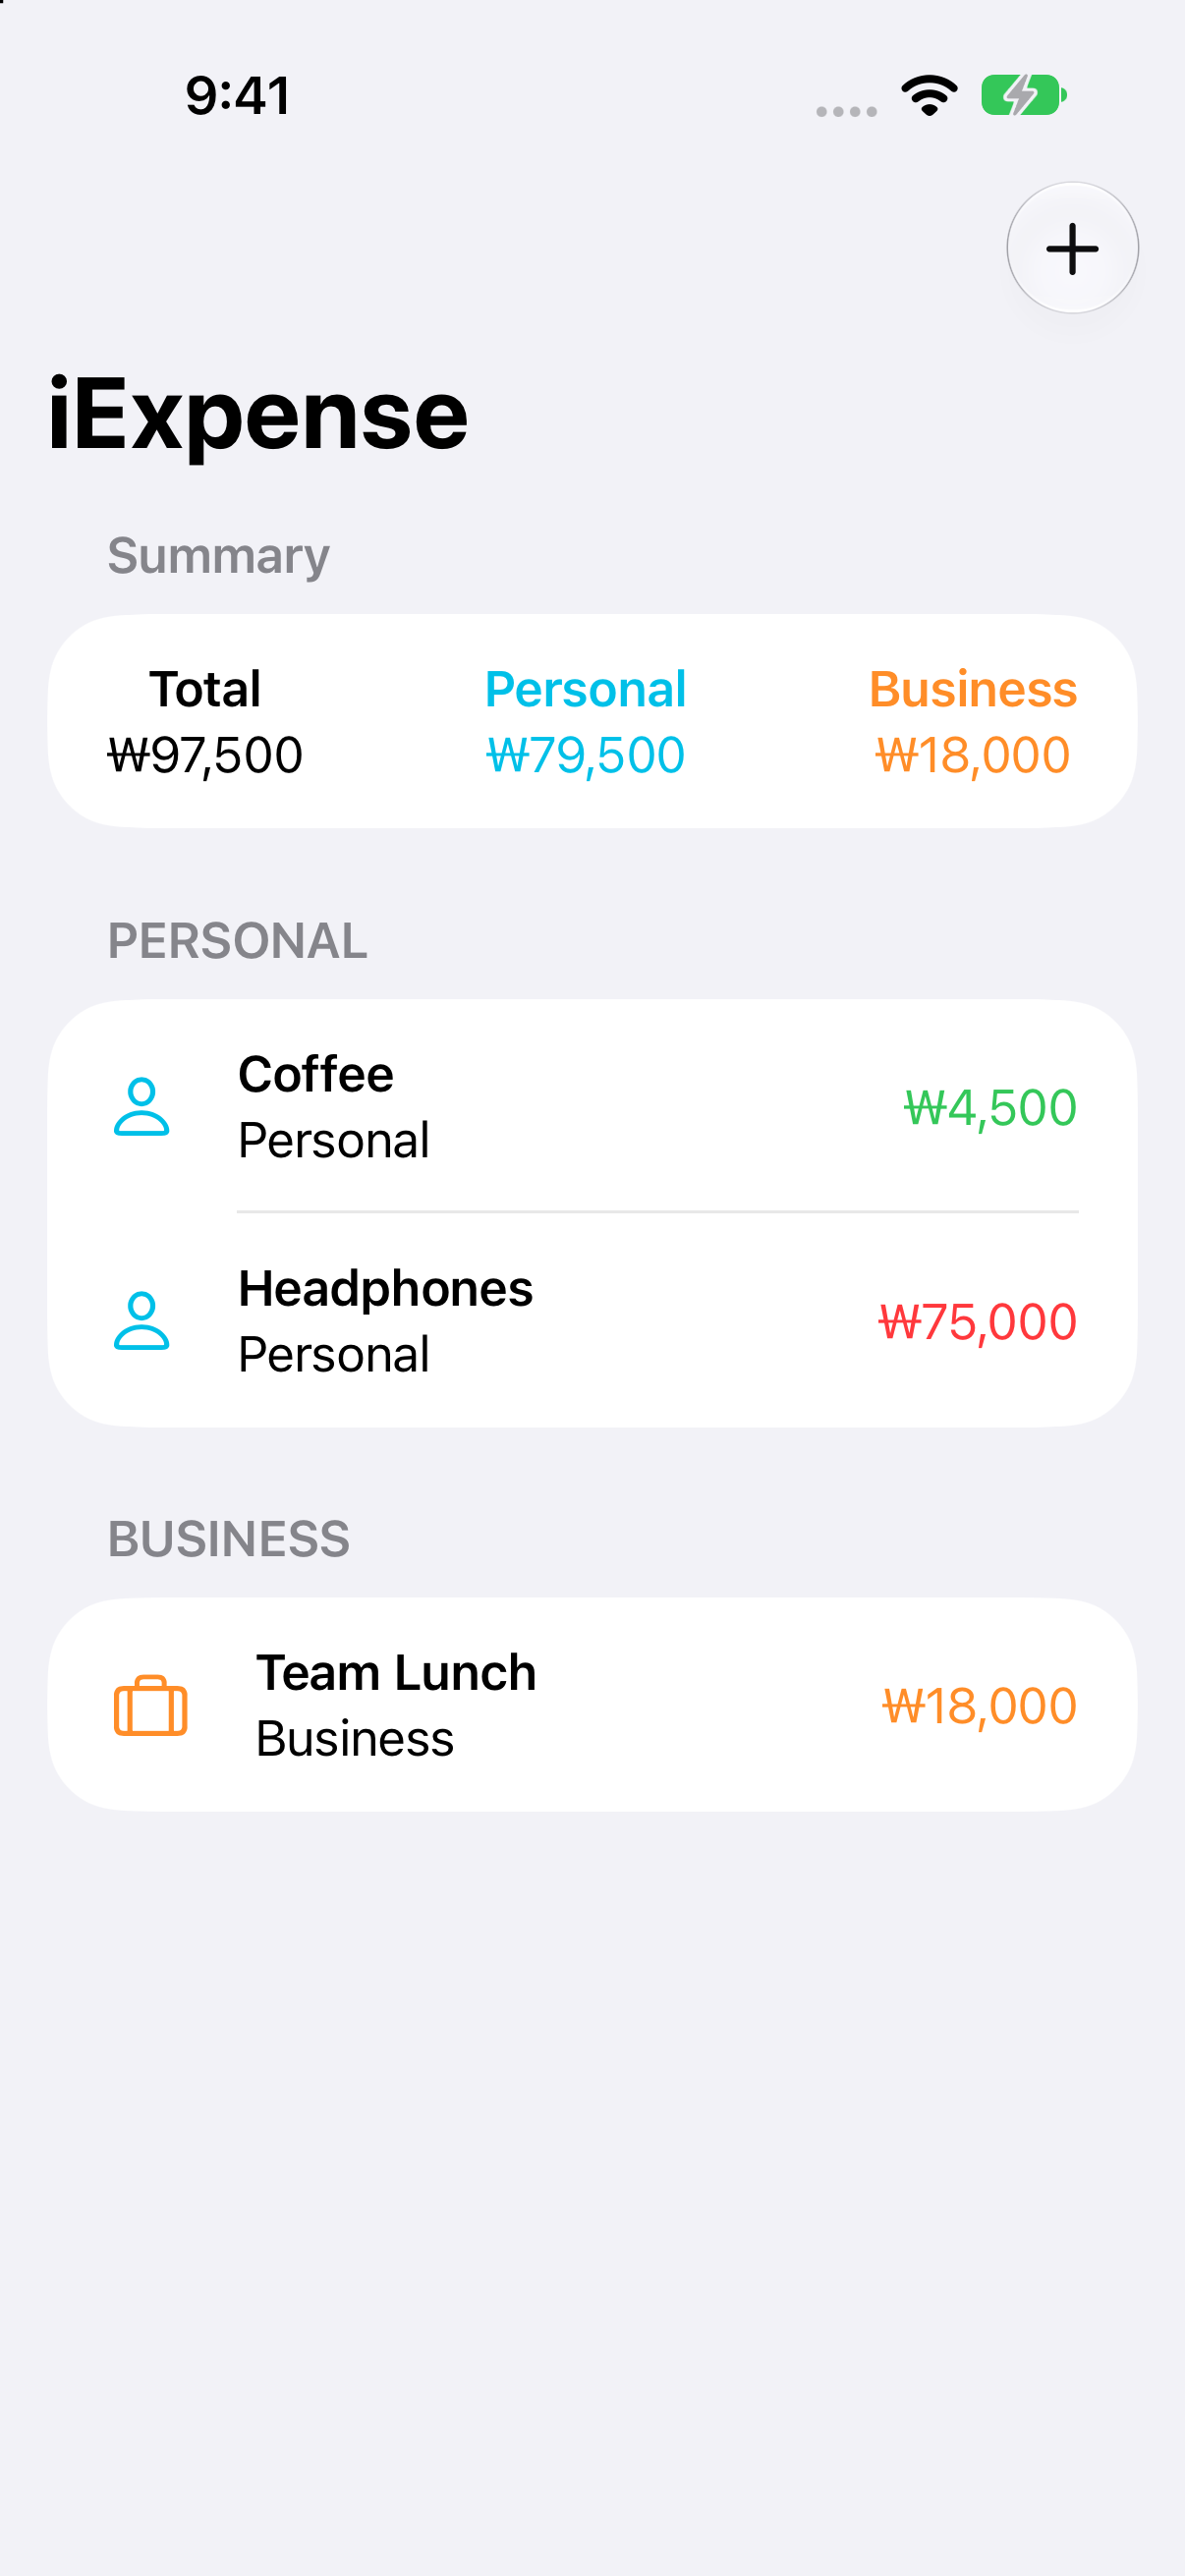 9:41
iExpense
Summary
Total Personal Business
₩97,500 ₩79,500 ₩18,000
PERSONAL
Coffee
Personal
₩4,500
Headphones
Personal
₩75,000
BUSINESS
Team Lunch
Business
₩18,000